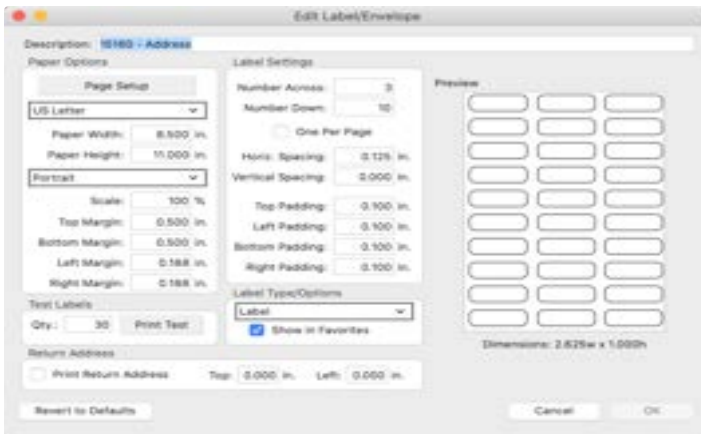 Edit Label/Envelope
Description: 15160 - Address
Paper Options
Page Setup
US Letter
Paper Width: 8.500 in.
Paper Height: 11.000 in.
Portrait
Scale: 100 %
Top Margin: 0.500 in.
Bottom Margin: 0.500 in.
Left Margin: 0.188 in.
Right Margin: 0.188 in.
Test Labels
Qty.: 30 Print Test
Label Settings
Number Across: 3
Number Down: 10
One Per Page
Horiz. Spacing: 0.125 in.
Vertical Spacing: 0.000 in.
Top Padding: 0.100 in.
Left Padding: 0.100 in.
Bottom Padding: 0.100 in.
Right Padding: 0.100 in.
Label Type/Options
Label
Show in Favorites
Preview
Dimensions: 2.625w x 1.000h
Return Address
Print Return Address Top: 0.000 in. Left: 0.000 in.
Revert to Defaults
Cancel
OK